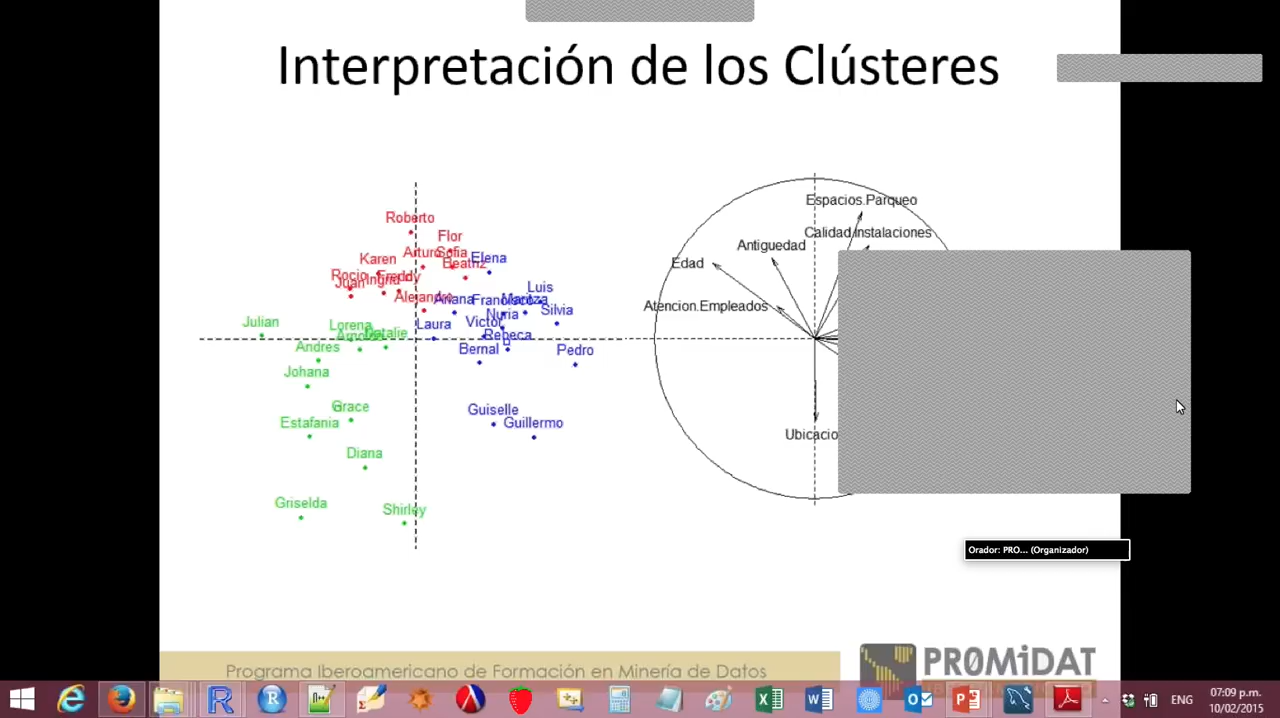 Interpretación de los Clústeres
Roberto
Flor
Arturo
Sofia
Elena
Karen
Beatriz
Rocio
Juan
Ingrid
Freddy
Alejandro
Ariana
Francisco
Maritza
Luis
Silvia
Nuria
Victor
Laura
Rebeca
Bernal
Pedro
Julian
Lorena
Natalie
Andres
Johana
Grace
Estafania
Diana
Griselda
Shirley
Guiselle
Guillermo
Espacios.Parqueo
Calidad.Instalaciones
Antiguedad
Edad
Atencion.Empleados
Ubicacio
Orador: PRO... (Organizador)
Programa Iberoamericano de Formación en Minería de Datos
PROMiDAT
ENG
07:09 p.m.
10/02/2015